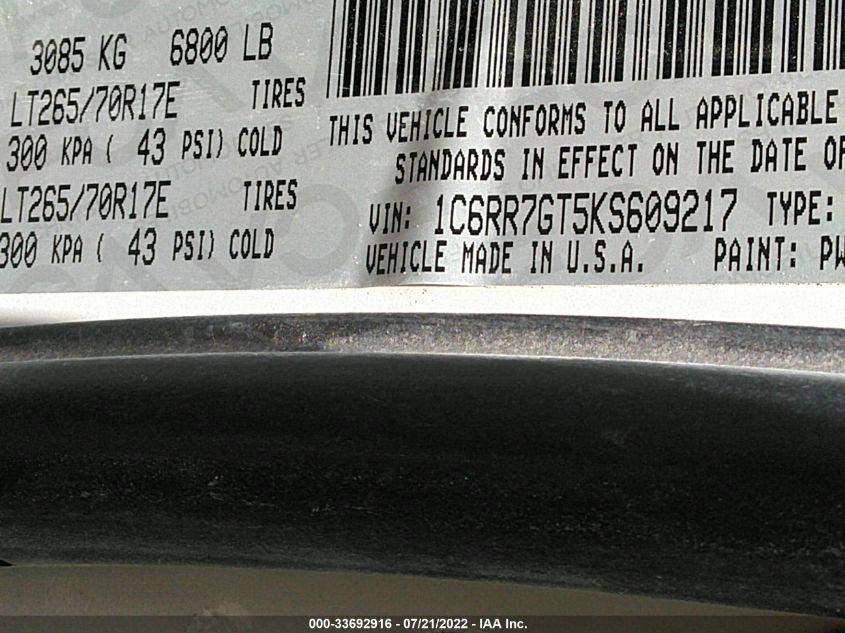 3085 KG 6800 LB
LT265/70R17E TIRES
300 KPA ( 43 PSI) COLD
LT265/70R17E TIRES
300 KPA ( 43 PSI) COLD
THIS VEHICLE CONFORMS TO ALL APPLICABLE
STANDARDS IN EFFECT ON THE DATE OF
VIN: 1C6RR7GT5KS609217 TYPE:
VEHICLE MADE IN U.S.A. PAINT: PW
000-33692916 - 07/21/2022 - IAA Inc.